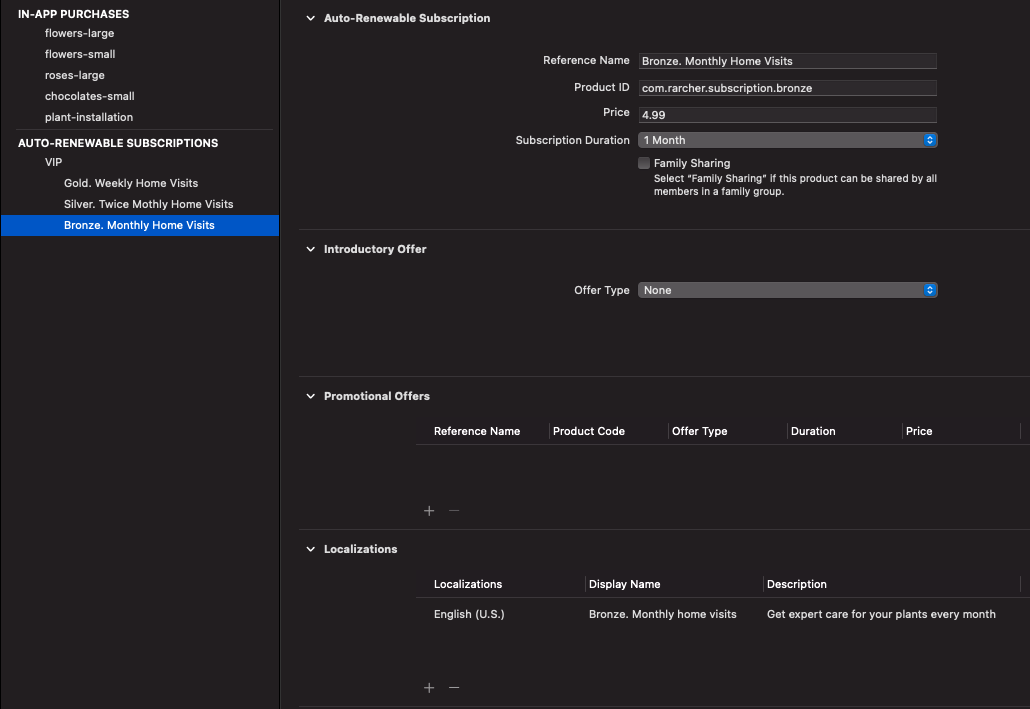 IN-APP PURCHASES
flowers-large
flowers-small
roses-large
chocolates-small
plant-installation
AUTO-RENEWABLE SUBSCRIPTIONS
VIP
Gold. Weekly Home Visits
Silver. Twice Mothly Home Visits
Bronze. Monthly Home Visits
Auto-Renewable Subscription
Reference Name Bronze. Monthly Home Visits
Product ID com.rarcher.subscription.bronze
Price 4.99
Subscription Duration 1 Month
Family Sharing
Select “Family Sharing” if this product can be shared by all
members in a family group.
Introductory Offer
Offer Type None
Promotional Offers
Reference Name Product Code Offer Type Duration Price
+ −
Localizations
Localizations Display Name Description
English (U.S.) Bronze. Monthly home visits Get expert care for your plants every month
+ −